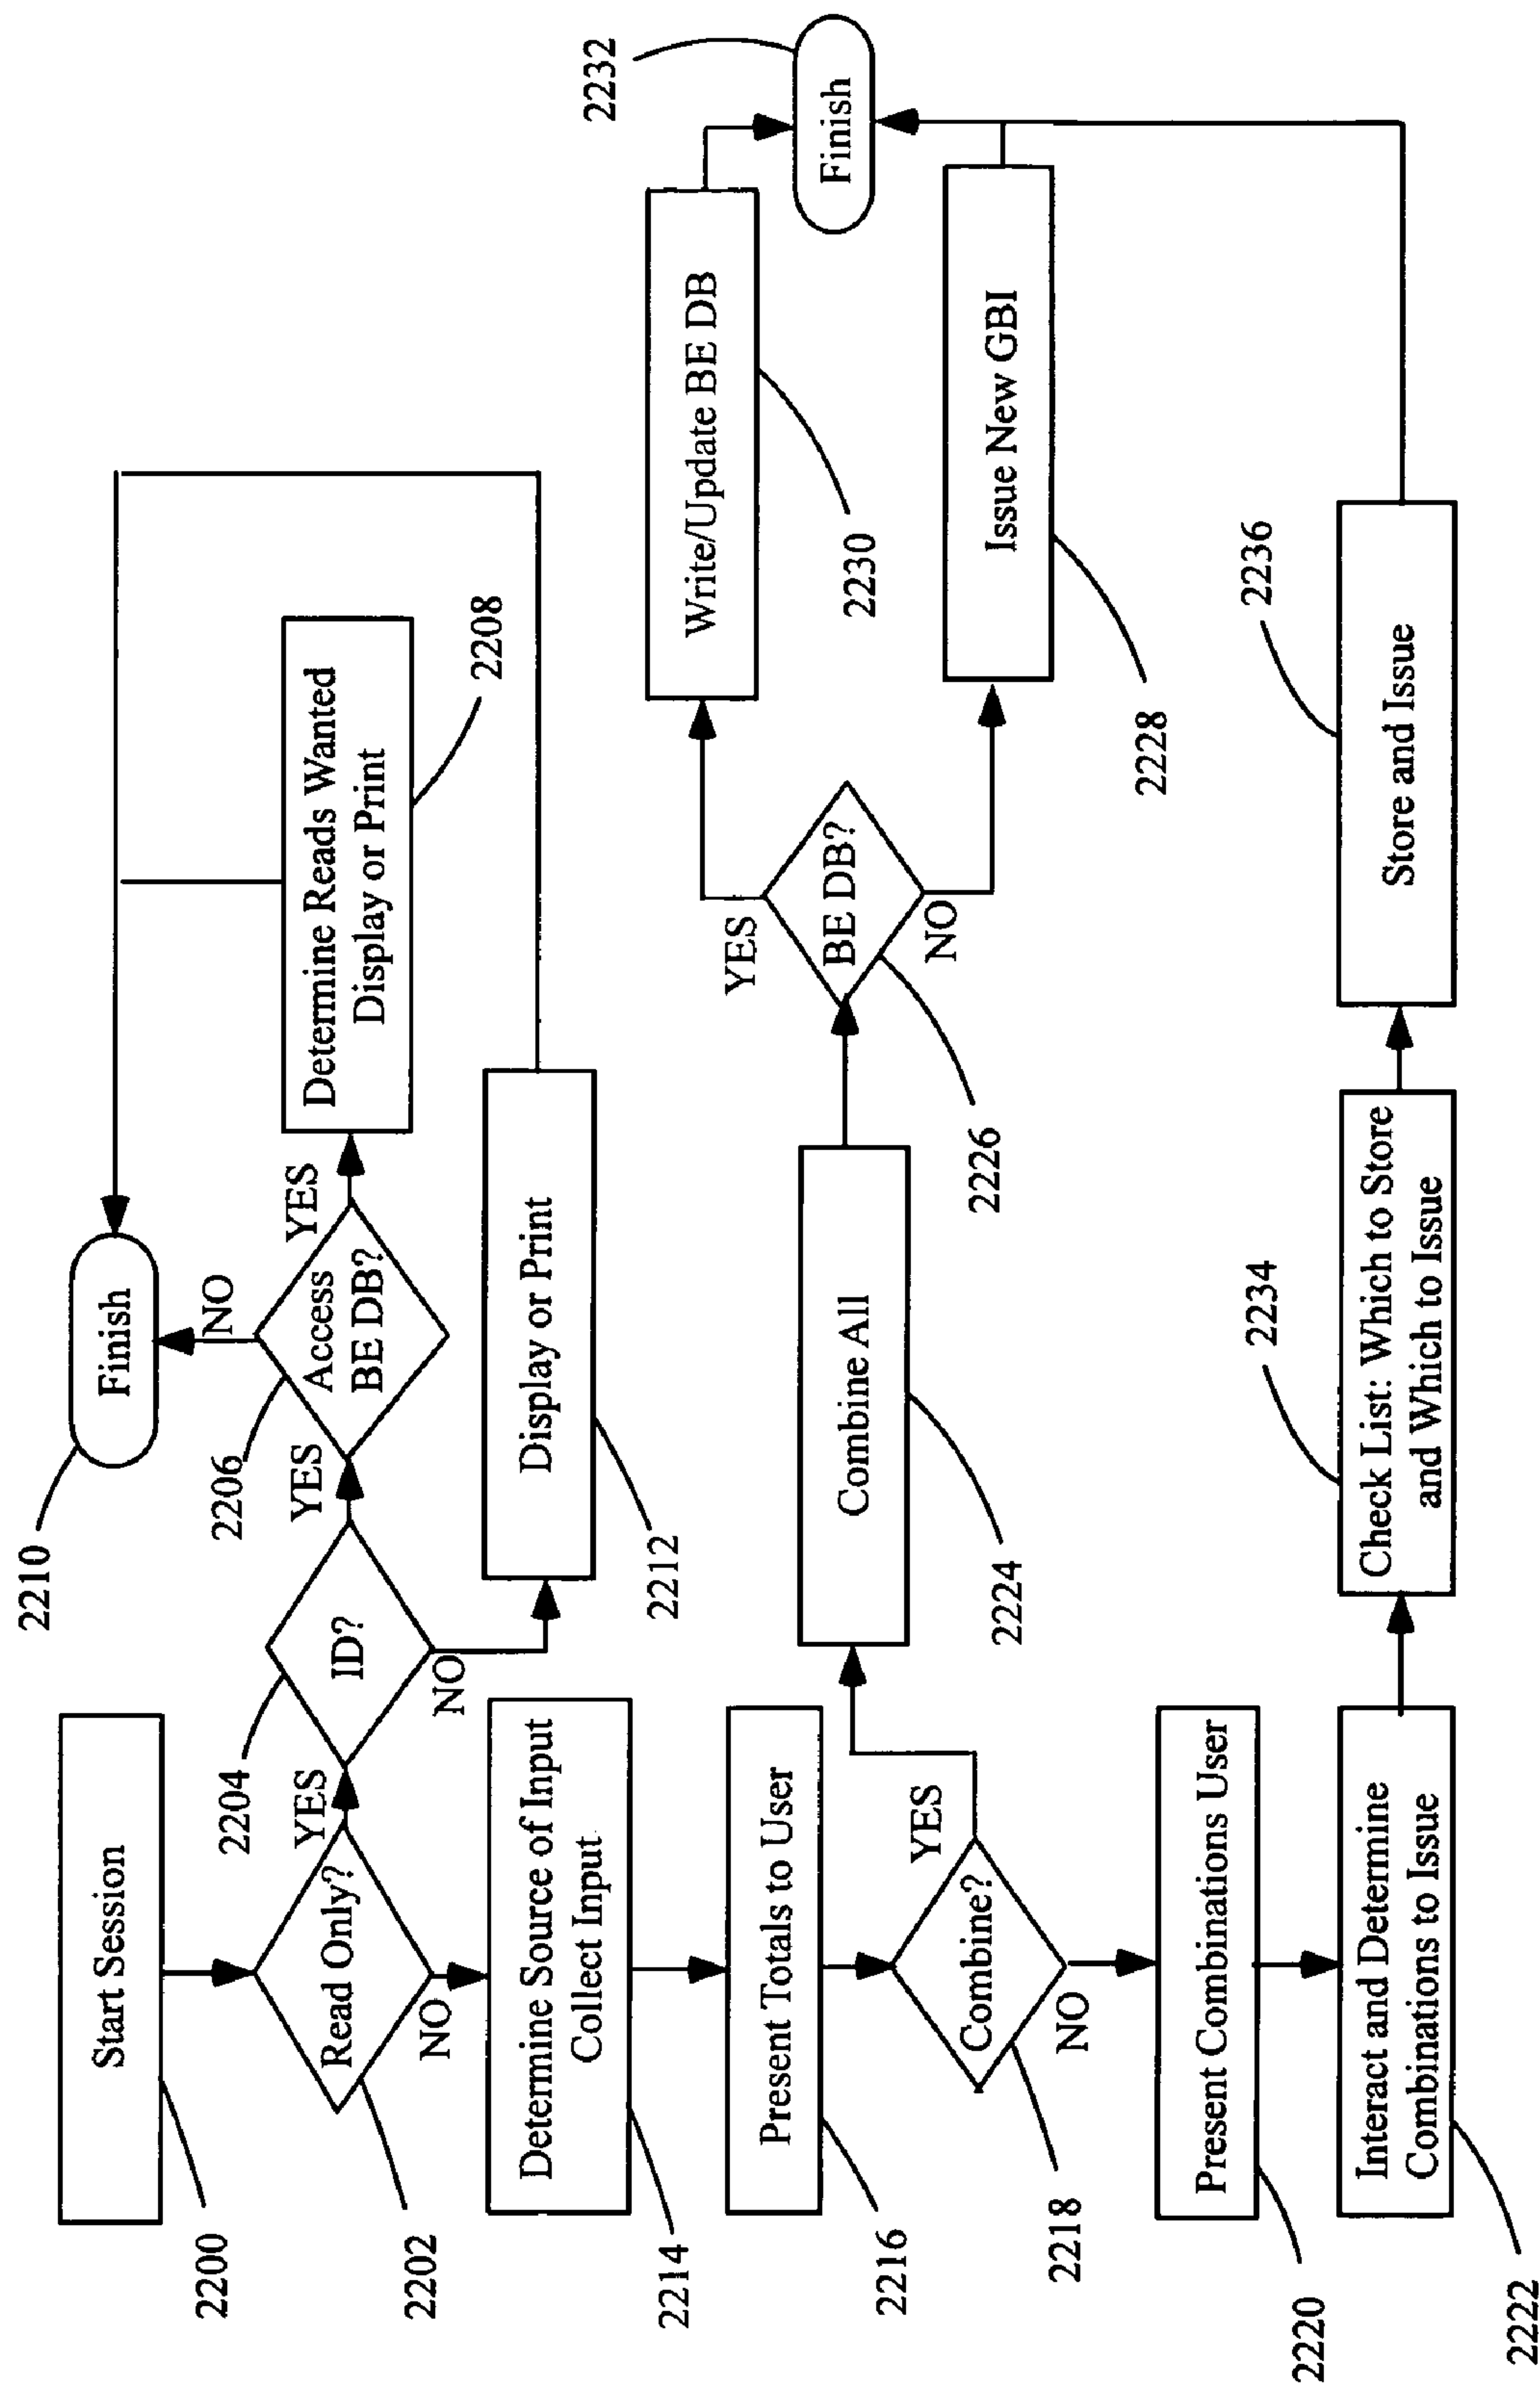 Start Session
2200
Read Only?
2202
YES
NO
2204
ID?
YES
NO
2206
Access
BE DB?
YES
NO
2210
Finish
Determine Reads Wanted
Display or Print
2208
Display or Print
2212
Determine Source of Input
Collect Input
2214
Present Totals to User
2216
Combine?
2218
YES
NO
Combine All
2224
BE DB?
2226
YES
NO
Write/Update BE DB
2230
Issue New GBI
2228
Finish
2232
Present Combinations User
2220
Interact and Determine
Combinations to Issue
2222
Check List: Which to Store
and Which to Issue
2234
Store and Issue
2236